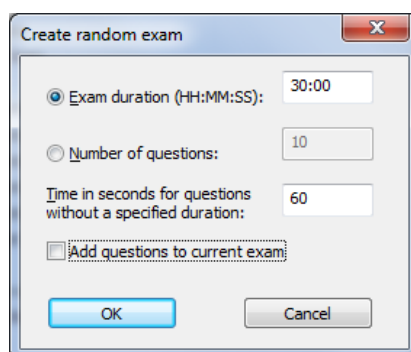 Create random exam
Exam duration (HH:MM:SS): 30:00
Number of questions: 10
Time in seconds for questions
without a specified duration: 60
Add questions to current exam
OK Cancel